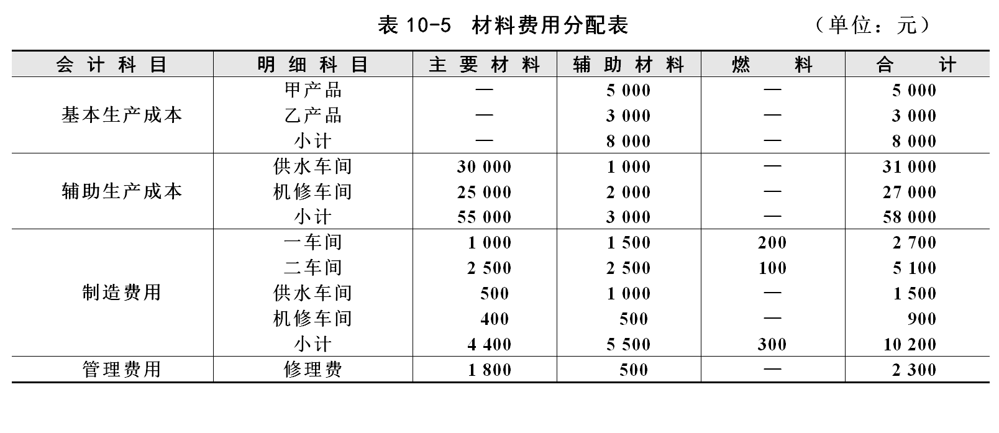 表 10-5 材料费用分配表 （单位：元）
会计科目 明细科目 主要材料 辅助材料 燃料 合计
甲产品 — 5 000 — 5 000
基本生产成本 乙产品 — 3 000 — 3 000
小计 — 8 000 — 8 000
供水车间 30 000 1 000 — 31 000
辅助生产成本 机修车间 25 000 2 000 — 27 000
小计 55 000 3 000 — 58 000
一车间 1 000 1 500 200 2 700
二车间 2 500 2 500 100 5 100
制造费用 供水车间 500 1 000 — 1 500
机修车间 400 500 — 900
小计 4 400 5 500 300 10 200
管理费用 修理费 1 800 500 — 2 300